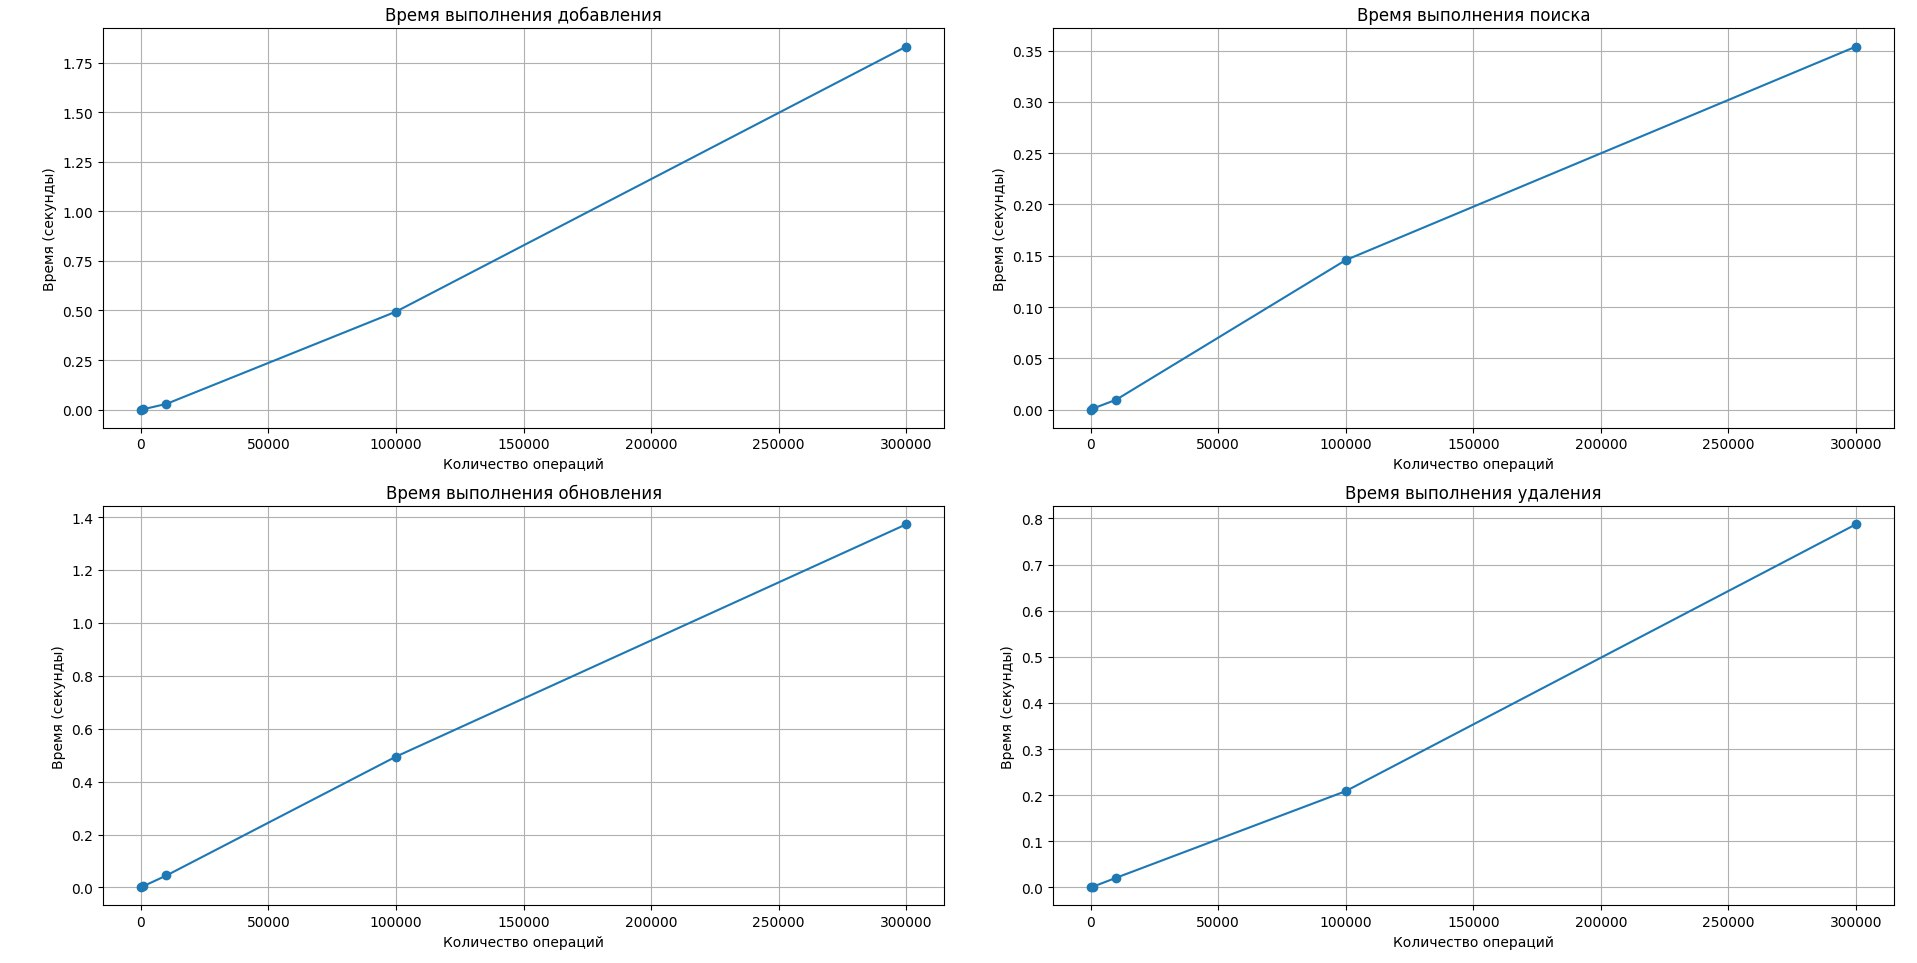 Время выполнения добавления
1.75
1.50
1.25
1.00
0.75
0.50
0.25
0.00
Время (секунды)
0 50000 100000 150000 200000 250000 300000
Количество операций
Время выполнения поиска
0.35
0.30
0.25
0.20
0.15
0.10
0.05
0.00
Время (секунды)
0 50000 100000 150000 200000 250000 300000
Количество операций
Время выполнения обновления
1.4
1.2
1.0
0.8
0.6
0.4
0.2
0.0
Время (секунды)
0 50000 100000 150000 200000 250000 300000
Количество операций
Время выполнения удаления
0.8
0.7
0.6
0.5
0.4
0.3
0.2
0.1
0.0
Время (секунды)
0 50000 100000 150000 200000 250000 300000
Количество операций